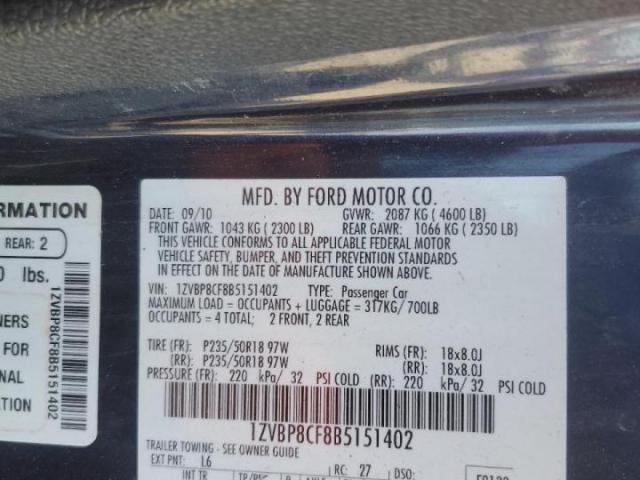 RMATION
REAR: 2
0 lbs.
NERS
FOR
NAL
402
1ZVBP8CF8B5151402
MFD. BY FORD MOTOR CO.
DATE: 09/10 GVWR: 2087 KG (4600 LB)
FRONT GAWR: 1043 KG (2300 LB) REAR GAWR: 1066 KG (2350 LB)
THIS VEHICLE CONFORMS TO ALL APPLICABLE FEDERAL MOTOR
VEHICLE SAFETY, BUMPER, AND THEFT PREVENTION STANDARDS
IN EFFECT ON THE DATE OF MANUFACTURE SHOWN ABOVE.
VIN: 1ZVBP8CF8B5151402 TYPE: Passenger Car
MAXIMUM LOAD = OCCUPANTS + LUGGAGE = 317KG/ 700LB
OCCUPANTS = 4 TOTAL; 2 FRONT, 2 REAR
TIRE (FR): P235/50R18 97W RIMS (FR): 18x8.0J
(RR): P235/50R18 97W (RR): 18x8.0J
PRESSURE (FR): 220 kPa/ 32 PSI COLD (RR): 220 kPa/ 32 PSI COLD
1ZVBP8CF8B5151402
TRAILER TOWING - SEE OWNER GUIDE
EXT PNT: L6 RC: 27 DSO:
INT TR